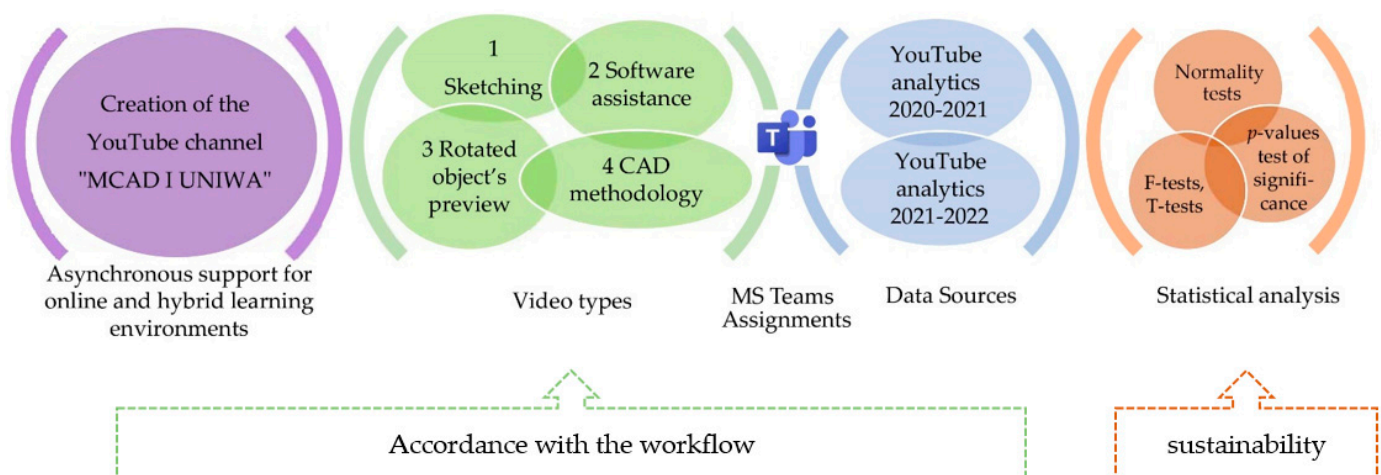 Creation of the
YouTube channel
"MCAD I UNIWA"
Asynchronous support for
online and hybrid learning
environments
1
Sketching
2 Software
assistance
3 Rotated
object's
preview
4 CAD
methodology
Video types
T
MS Teams
Assignments
YouTube
analytics
2020-2021
YouTube
analytics
2021-2022
Data Sources
Normality
tests
p-values
test of
signifi-
cance
F-tests,
T-tests
Statistical analysis
Accordance with the workflow
sustainability